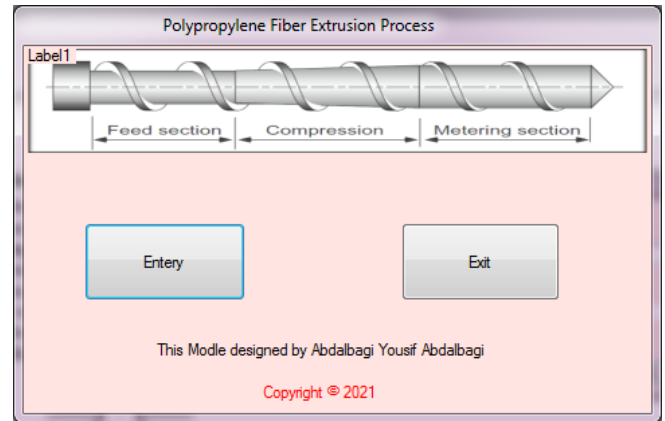 Polypropylene Fiber Extrusion Process
Label1
Feed section Compression Metering section
Entery Exit
This Modle designed by Abdalbagi Yousif Abdalbagi
Copyright © 2021